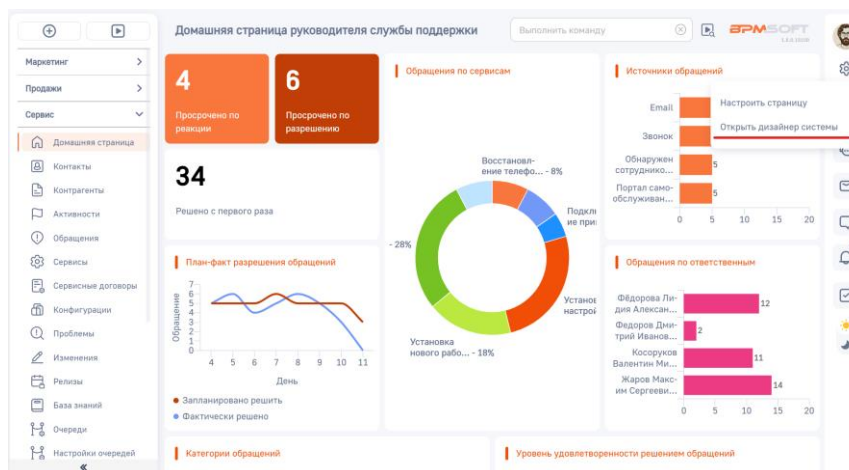 Домашняя страница руководителя службы поддержки
Выполнить команду
BPMSOFT
Маркетинг
Продажи
Сервис
Домашняя страница
Контакты
Контрагенты
Активности
Обращения
Сервисы
Сервисные договоры
Конфигурации
Проблемы
Изменения
Релизы
База знаний
Очереди
Настройки очередей
4
Просрочено по
реакции
6
Просрочено по
разрешению
34
Решено с первого раза
План-факт разрешения обращений
Обращение
7
6
5
4
3
2
1
0
4 5 6 7 8 9 10 11
День
Запланировано решить
Фактически решено
Обращения по сервисам
Восстановл-
ение телефо... - 8%
Подкл
ие при
- 28%
Устано
настрой
Установка
нового рабо... - 18%
Источники обращений
Настроить страницу
Открыть дизайнер системы
Email
Звонок
Обнаружен
сотруднико...
5
Портал само-
обслуживан...
5
0 5 10 15 20
Обращения по ответственным
Фёдорова Ли-
дия Алексан...
12
Федоров Дми-
трий Иванов...
2
Косоруков
Валентин Ми...
11
Жаров Макс-
им Сергееви...
14
0 5 10 15 20
Категории обращений
Уровень удовлетворенности решением обращений